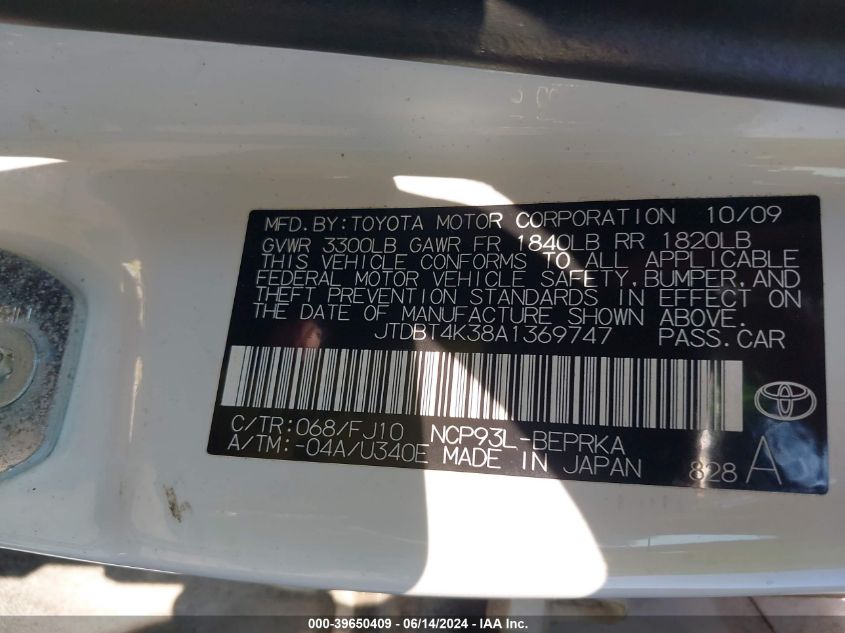 MFD. BY: TOYOTA MOTOR CORPORATION 10/09
GVWR 3300LB GAWR FR 1840LB RR 1820LB
THIS VEHICLE CONFORMS TO ALL APPLICABLE
FEDERAL MOTOR VEHICLE SAFETY, BUMPER, AND
THEFT PREVENTION STANDARDS IN EFFECT ON
THE DATE OF MANUFACTURE SHOWN ABOVE.
JTDBT4K38A1369747 PASS. CAR
C/TR: 068/FJ10 NCP93L-BEPRKA
A/TM: -04A/U340E MADE IN JAPAN 828 A
000-39650409 - 06/14/2024 - IAA Inc.